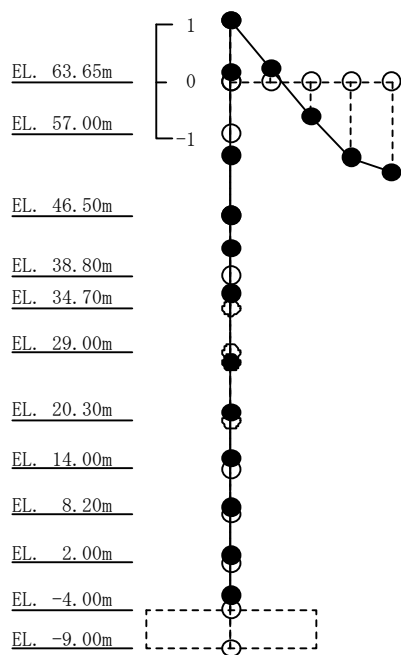 1
EL. 63.65m
0
EL. 57.00m
-1
EL. 46.50m
EL. 38.80m
EL. 34.70m
EL. 29.00m
EL. 20.30m
EL. 14.00m
EL. 8.20m
EL. 2.00m
EL. -4.00m
EL. -9.00m